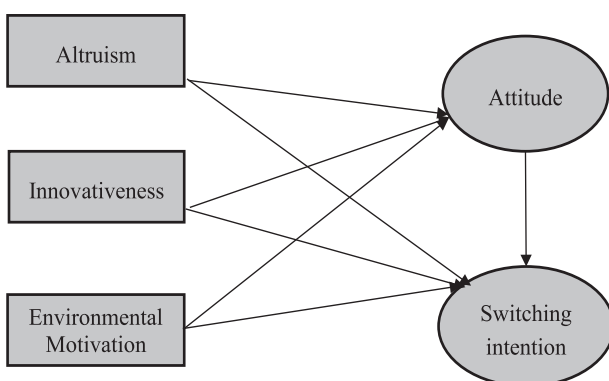 Altruism
Attitude
Innovativeness
Environmental
Motivation
Switching
intention